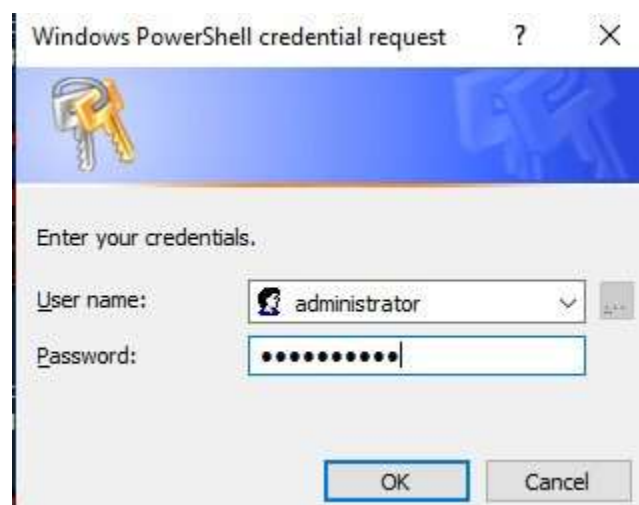 Windows PowerShell credential request ? ×
Enter your credentials.
User name: administrator ...
Password: ●●●●●●●●●●
OK Cancel